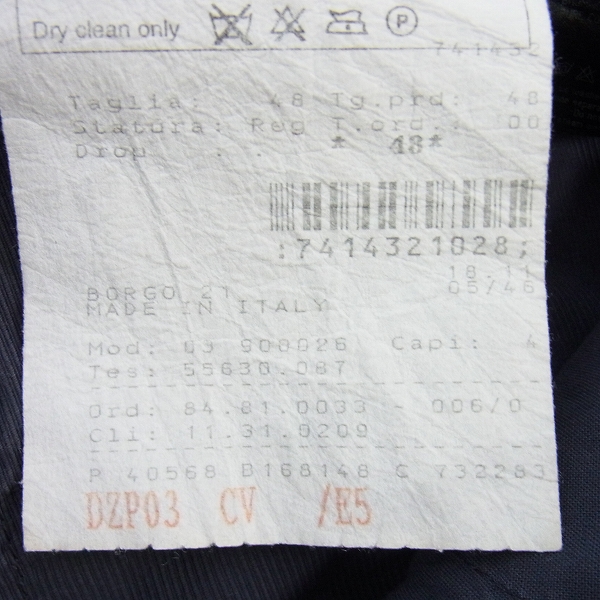 Dry clean only P
741432
Taglia: 48 Tg.prd: 48
Statura: Reg T.ord.: 00
Drop . . * 48*
:7414321028;
18.11
05/46
BORGO 21
MADE IN ITALY
Mod: 03 900026 Capi: 4
Tes: 55630.087
Ord: 84.81.0033 - 006/0
Cli: 11.31.0209
P 40568 B168148 C 732283
DZP03 CV /E5